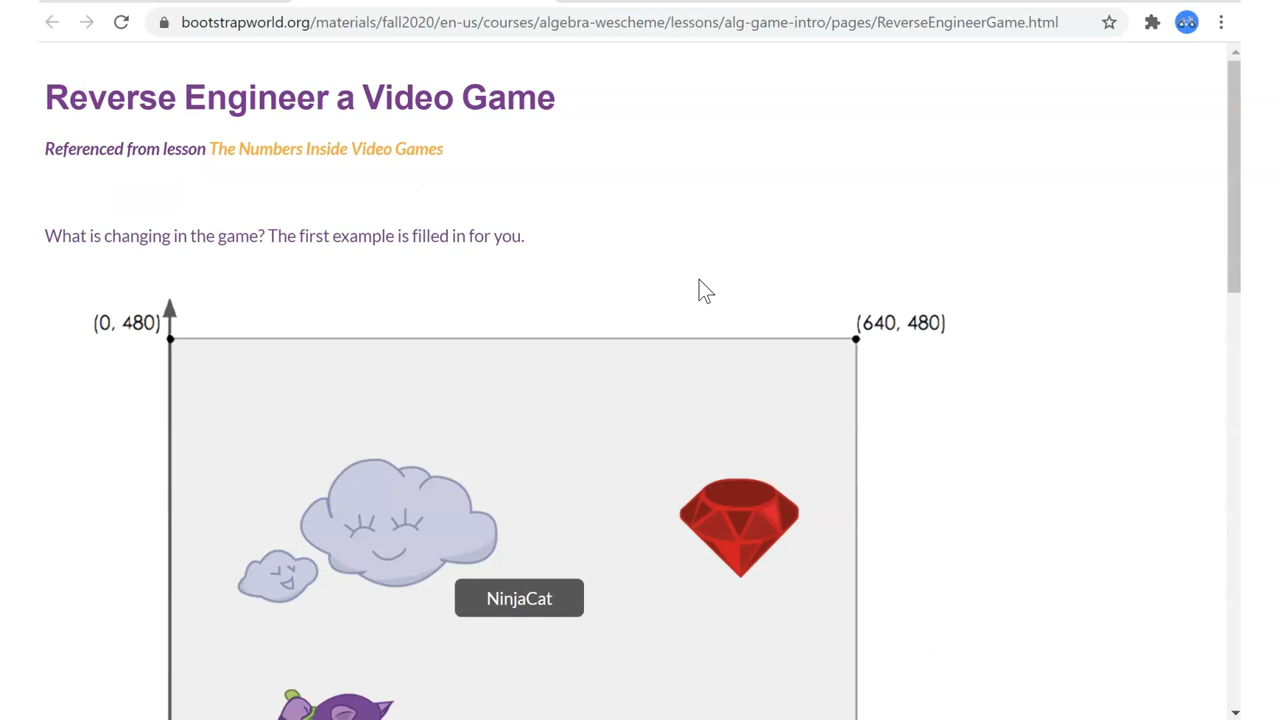 bootstrapworld.org/materials/fall2020/en-us/courses/algebra-wescheme/lessons/alg-game-intro/pages/ReverseEngineerGame.html
Reverse Engineer a Video Game
Referenced from lesson The Numbers Inside Video Games
What is changing in the game? The first example is filled in for you.
(0, 480)
(640, 480)
NinjaCat